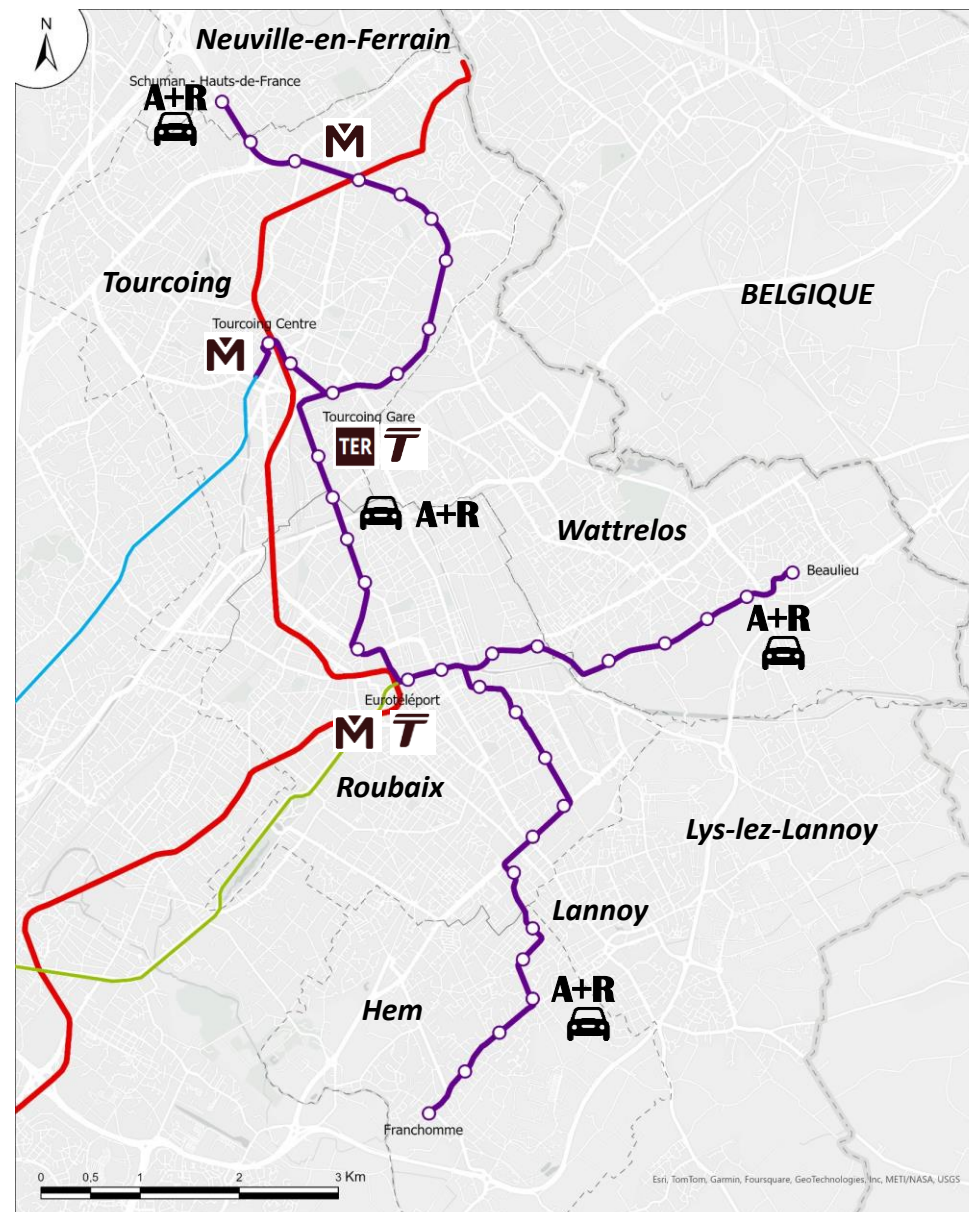 N
Neuville-en-Ferrain
Schuman - Hauts-de-France
A+R
M
Tourcoing
BELGIQUE
Tourcoing Centre
M
Tourcoing Gare
TER T
A+R
Wattrelos
Beaulieu
A+R
Eurotéléport
M T
Roubaix
Lys-lez-Lannoy
Lannoy
A+R
Hem
Franchomme
0 0,5 1 2 3 Km
Esri, TomTom, Garmin, Foursquare, GeoTechnologies, Inc, METI/NASA, USGS